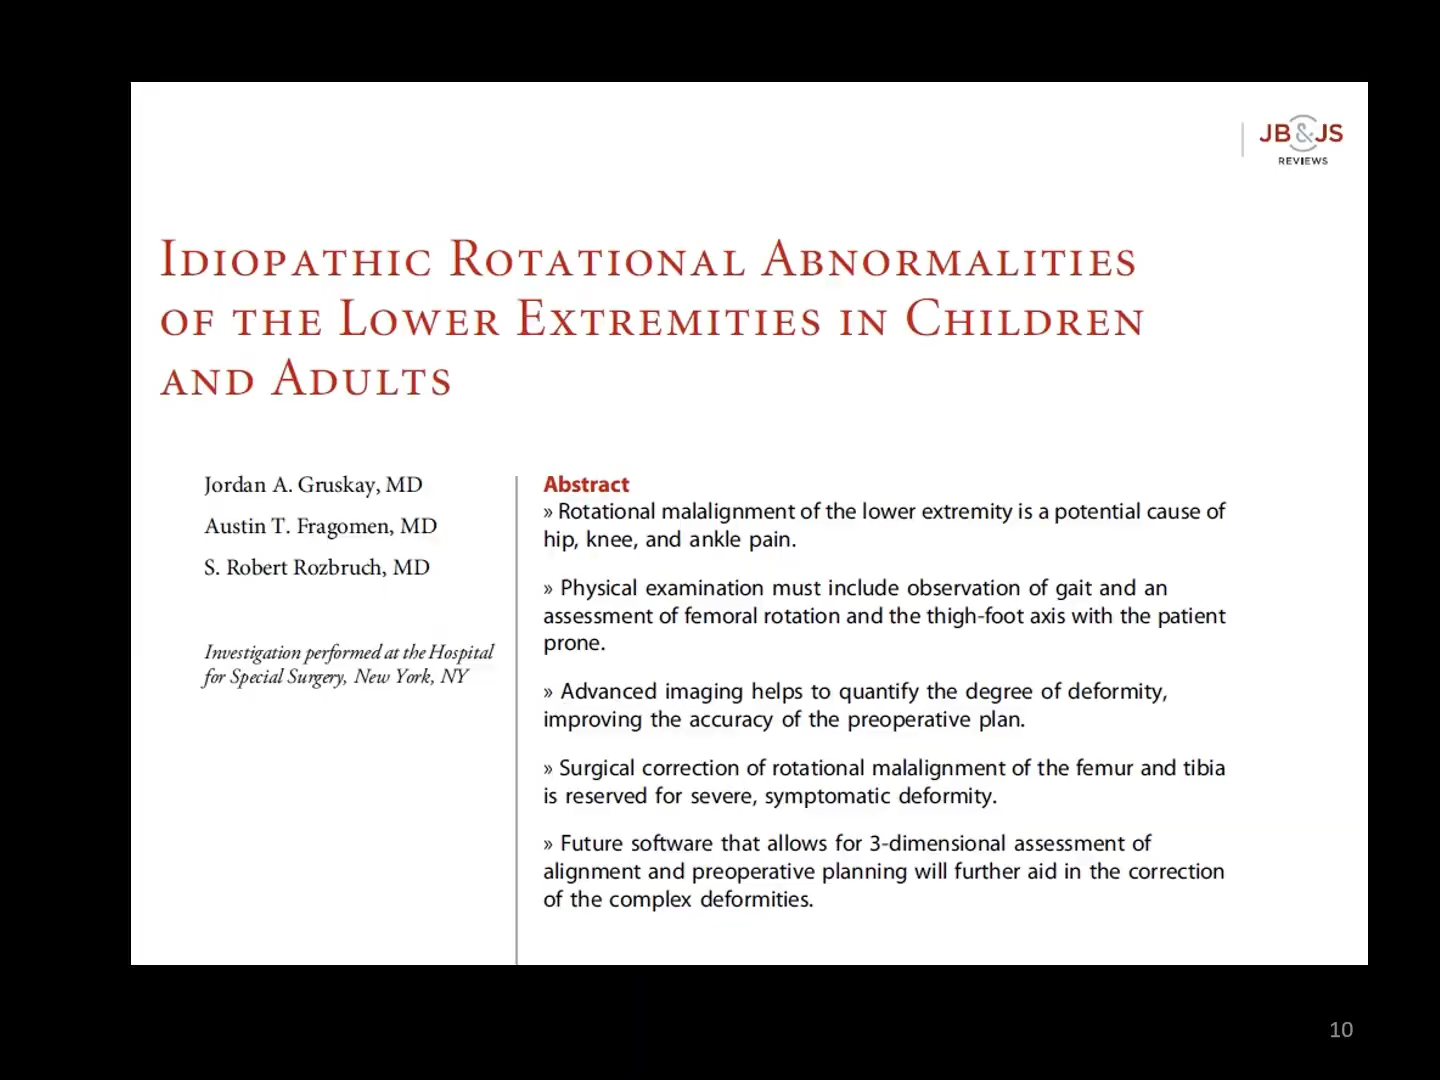 JB&JS
REVIEWS
IDIOPATHIC ROTATIONAL ABNORMALITIES
OF THE LOWER EXTREMITIES IN CHILDREN
AND ADULTS
Jordan A. Gruskay, MD
Austin T. Fragomen, MD
S. Robert Rozbruch, MD
Investigation performed at the Hospital
for Special Surgery, New York, NY
Abstract
» Rotational malalignment of the lower extremity is a potential cause of
hip, knee, and ankle pain.
» Physical examination must include observation of gait and an
assessment of femoral rotation and the thigh-foot axis with the patient
prone.
» Advanced imaging helps to quantify the degree of deformity,
improving the accuracy of the preoperative plan.
» Surgical correction of rotational malalignment of the femur and tibia
is reserved for severe, symptomatic deformity.
» Future software that allows for 3-dimensional assessment of
alignment and preoperative planning will further aid in the correction
of the complex deformities.
10